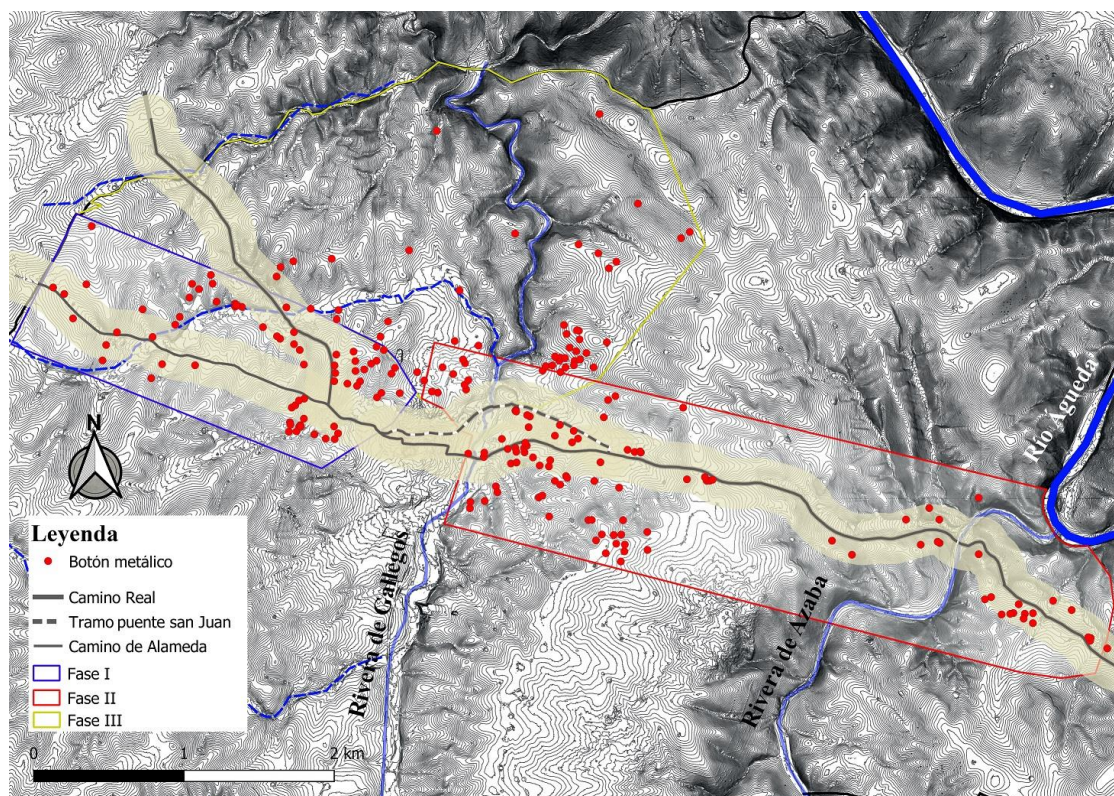 Río Águeda
N
Leyenda
Botón metálico
Camino Real
Tramo puente san Juan
Camino de Alameda
Fase I
Fase II
Fase III
Rivera de Gallegos
Rivera de Azaba
0 1 2 km